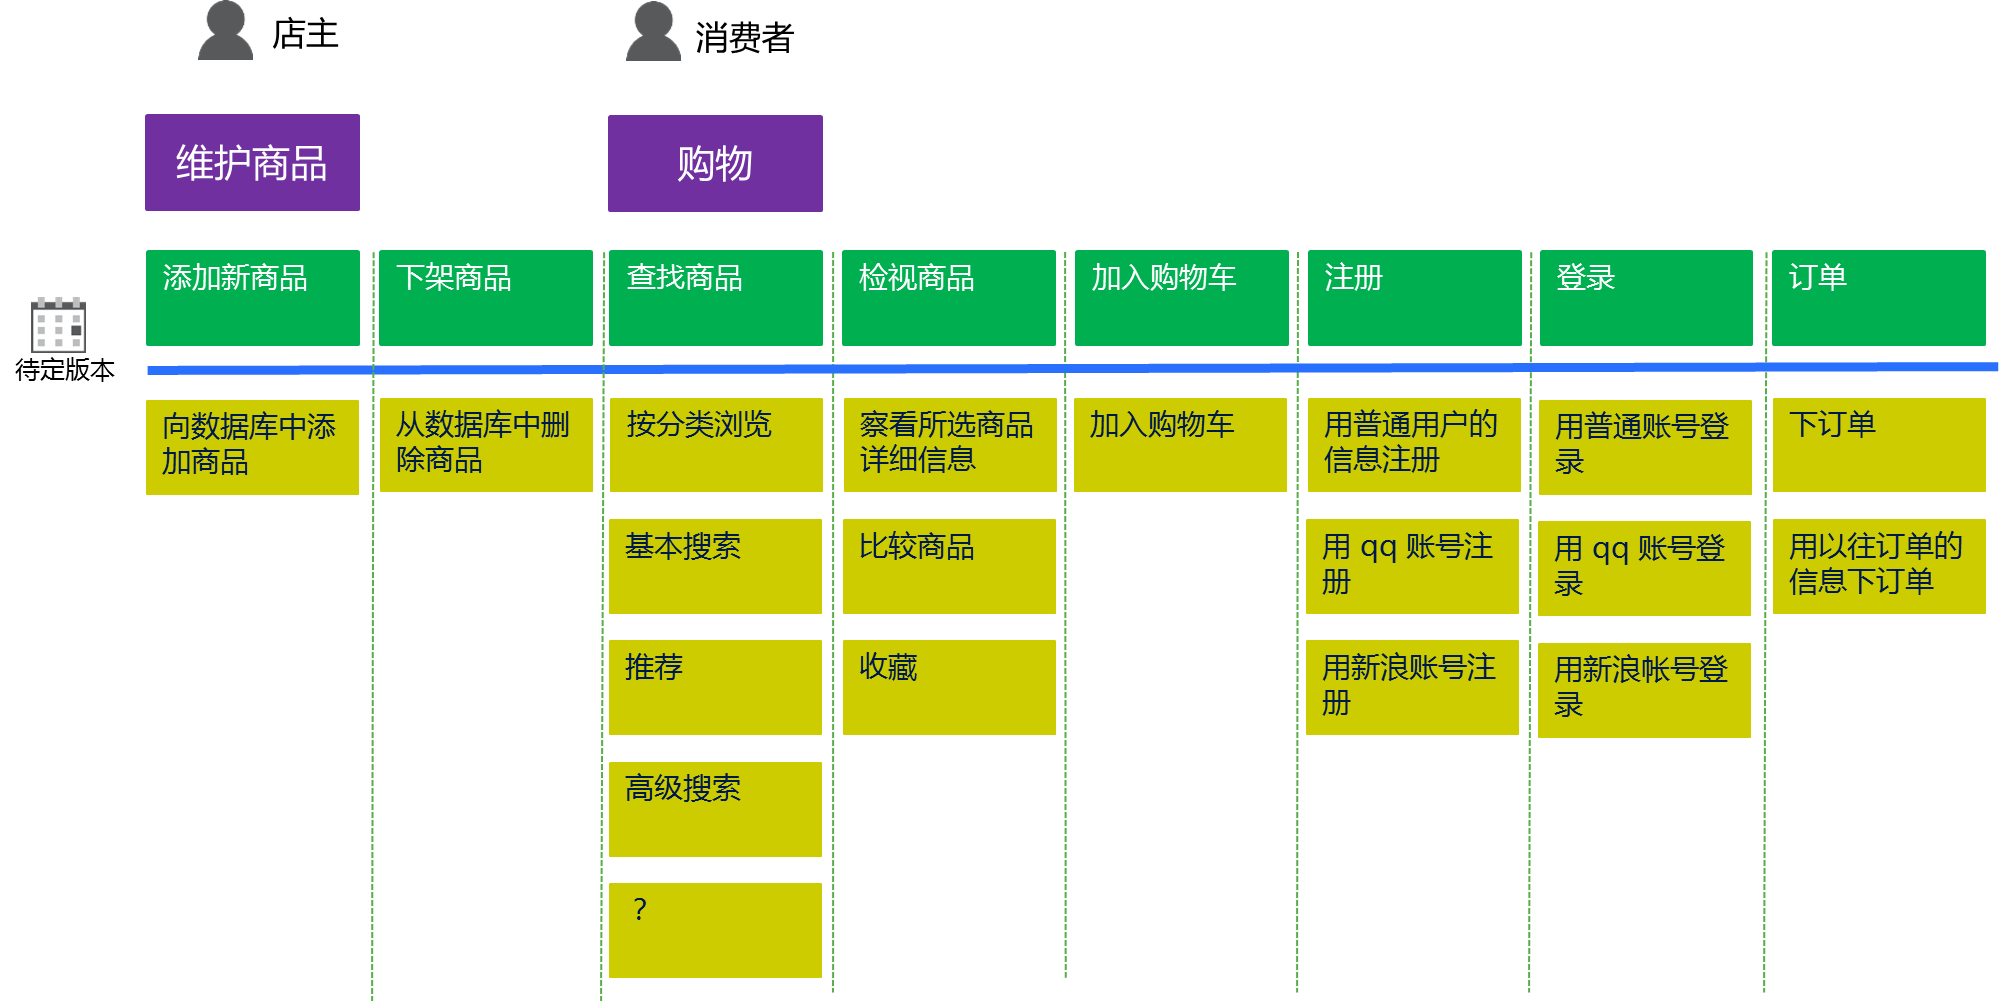 店主
消费者
维护商品
购物
添加新商品
下架商品
查找商品
检视商品
加入购物车
注册
登录
订单
待定版本
向数据库中添
加商品
从数据库中删
除商品
按分类浏览
察看所选商品
详细信息
加入购物车
用普通用户的
信息注册
用普通账号登
录
下订单
基本搜索
比较商品
用 qq 账号注
册
用 qq 账号登
录
用以往订单的
信息下订单
推荐
收藏
用新浪账号注
册
用新浪帐号登
录
高级搜索
？